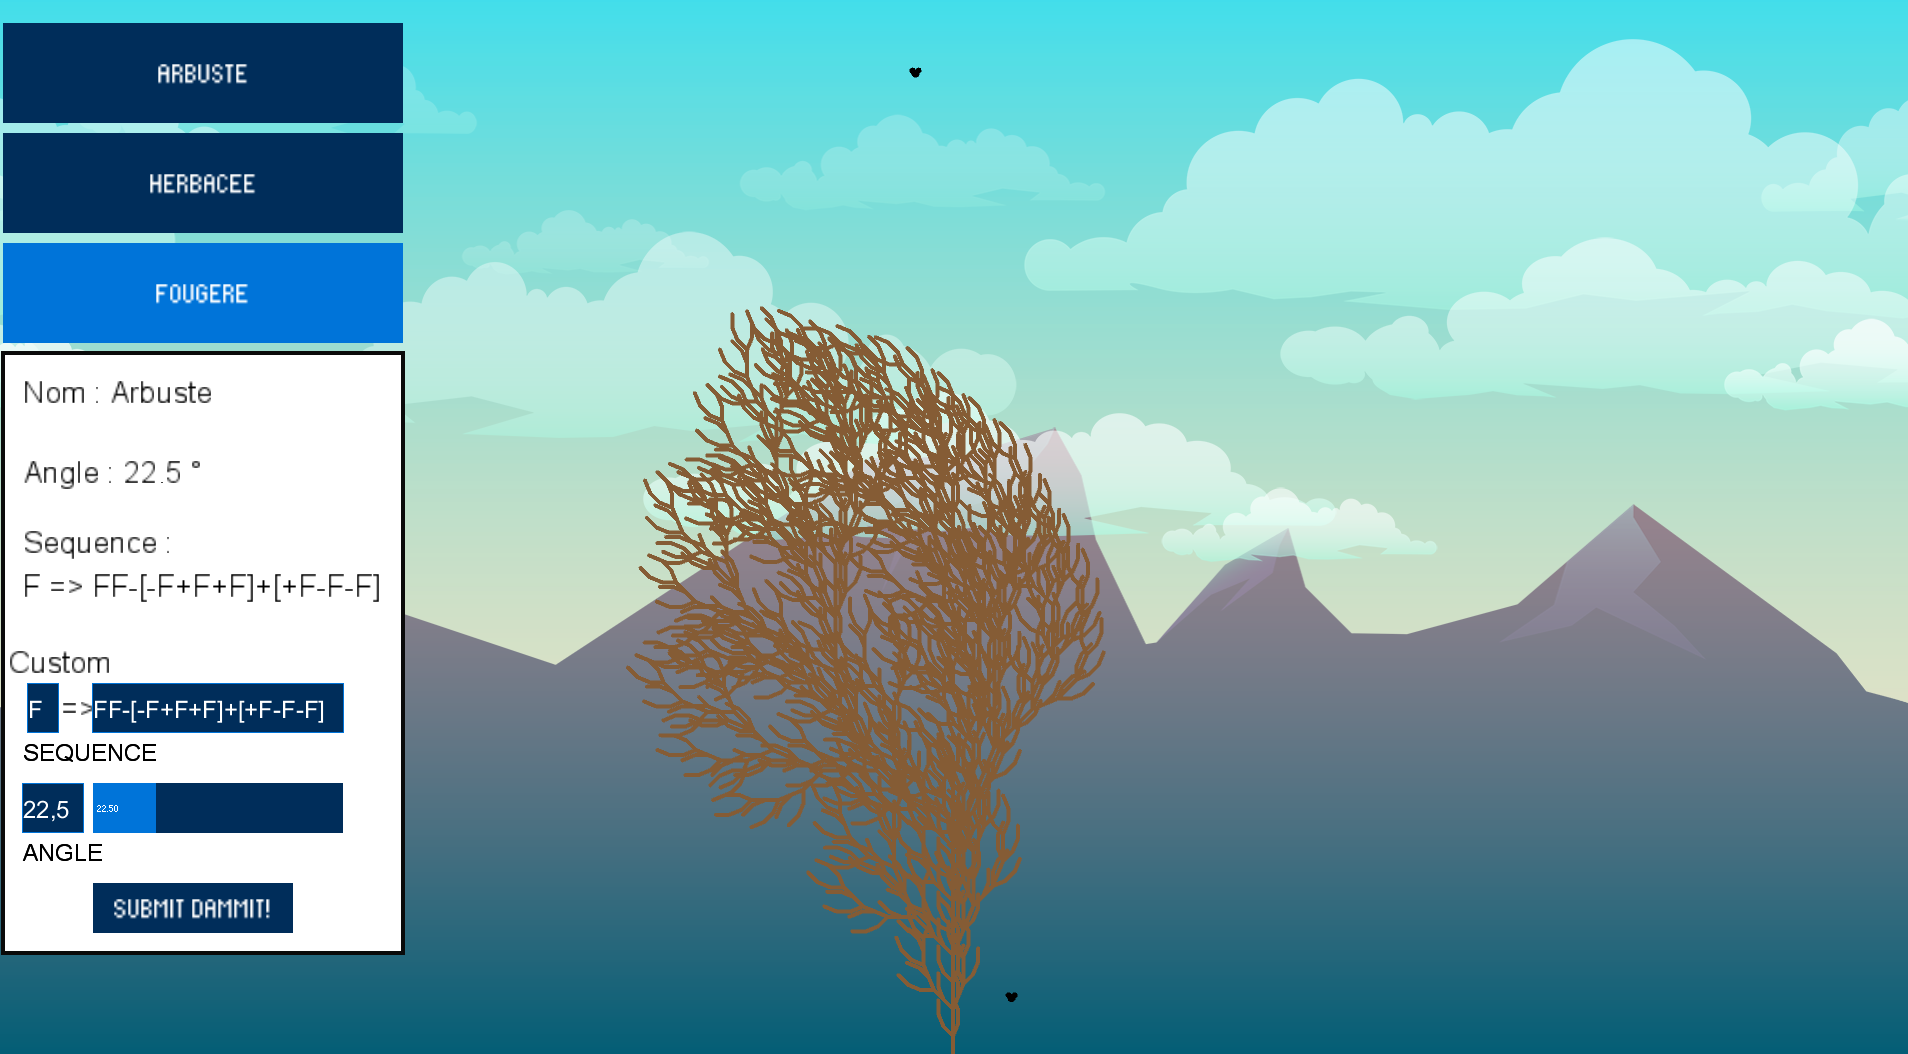 ARBUSTE
HERBACEE
FOUGERE
Nom : Arbuste
Angle : 22.5 °
Sequence :
F => FF-[-F+F+F]+[+F-F-F]
Custom
F => FF-[-F+F+F]+[+F-F-F]
SEQUENCE
22,5 22.50
ANGLE
SUBMIT DAMMIT!